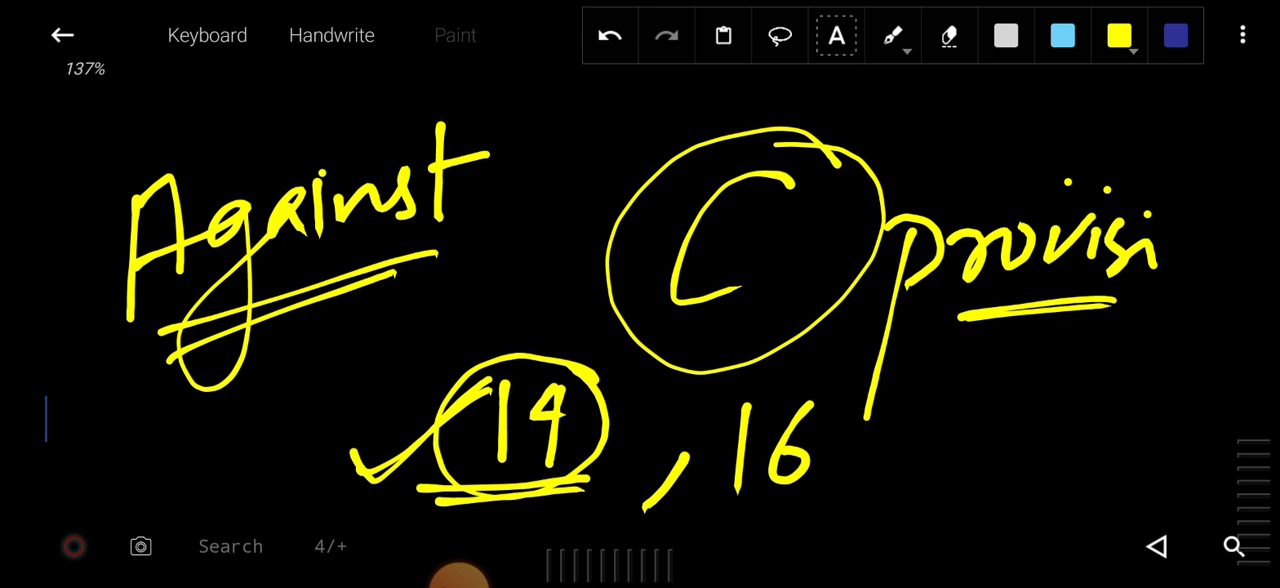 Keyboard Handwrite Paint A
137%
Against C provisi
14, 16
Search 4/+